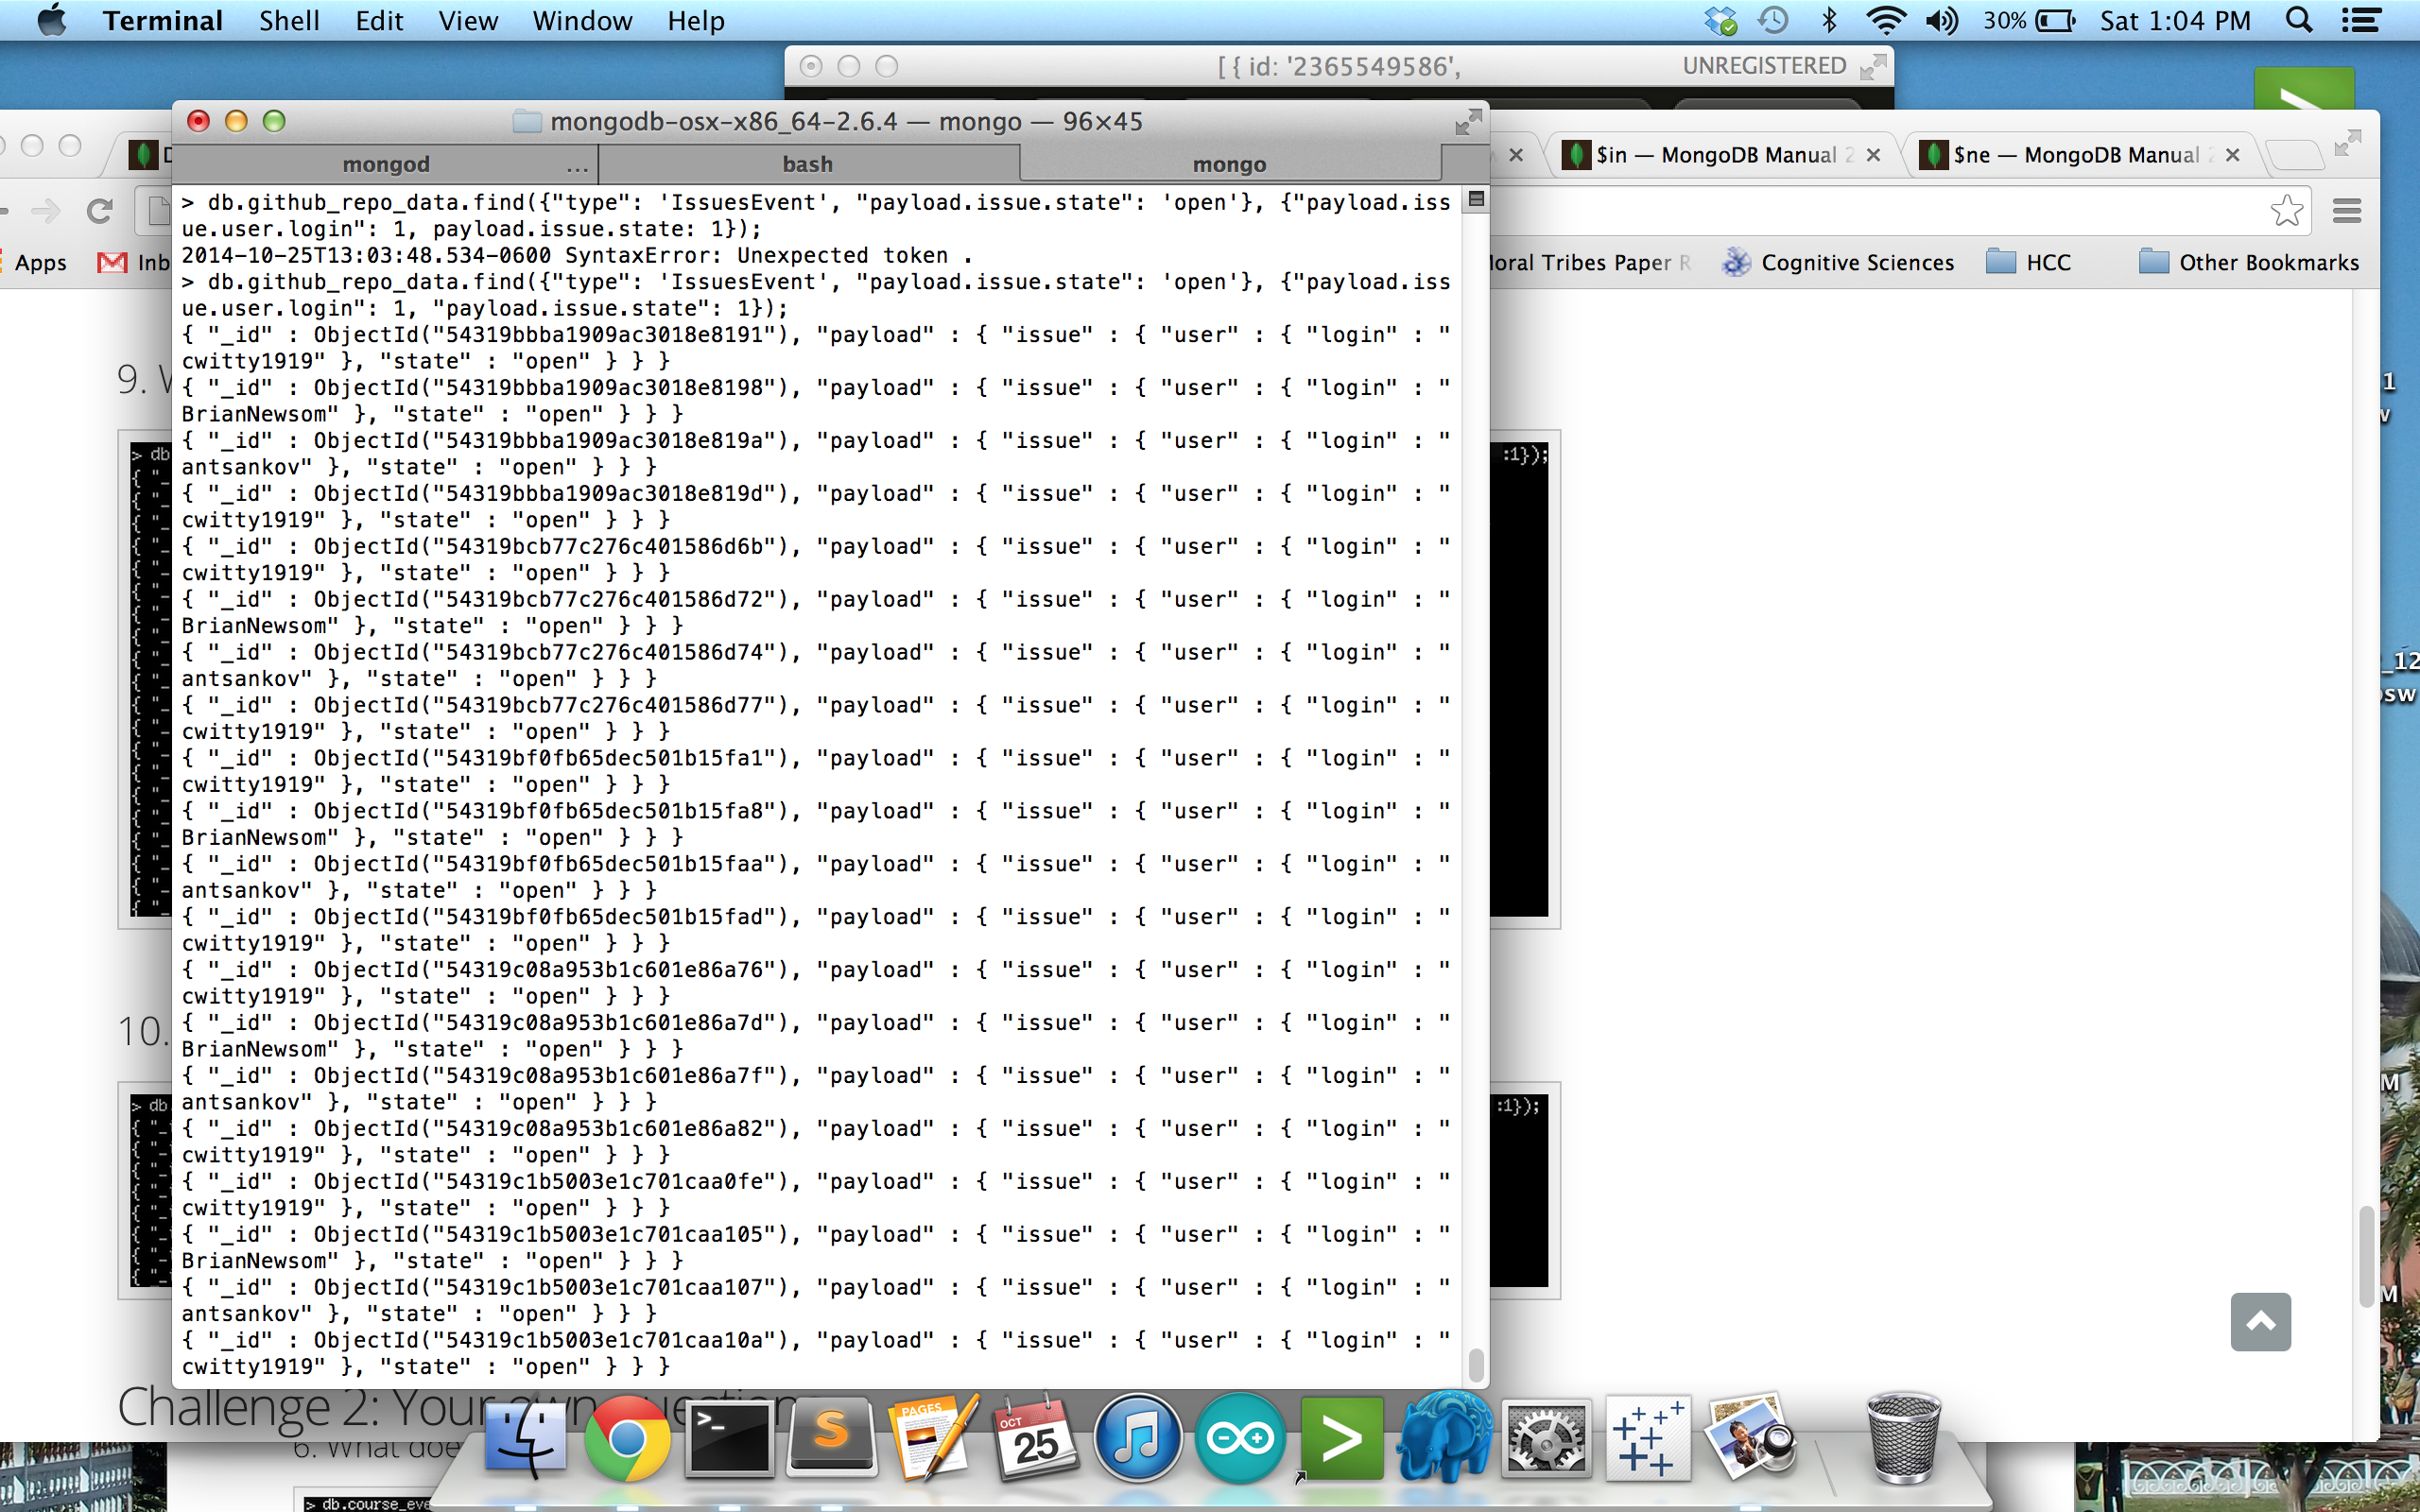 Terminal Shell Edit View Window Help 30% Sat 1:04 PM
[ { id: '2365549586', UNREGISTERED
mongodb-osx-x86_64-2.6.4 — mongo — 96×45
mongod ... bash mongo
$in — MongoDB Manual 2 $ne — MongoDB Manual 2
Apps Inb Moral Tribes Paper R Cognitive Sciences HCC Other Bookmarks
> db.github_repo_data.find({"type": 'IssuesEvent', "payload.issue.state": 'open'}, {"payload.iss
ue.user.login": 1, payload.issue.state: 1});
2014-10-25T13:03:48.534-0600 SyntaxError: Unexpected token .
> db.github_repo_data.find({"type": 'IssuesEvent', "payload.issue.state": 'open'}, {"payload.iss
ue.user.login": 1, "payload.issue.state": 1});
{ "_id" : ObjectId("54319bbba1909ac3018e8191"), "payload" : { "issue" : { "user" : { "login" : "
cwitty1919" }, "state" : "open" } } }
{ "_id" : ObjectId("54319bbba1909ac3018e8198"), "payload" : { "issue" : { "user" : { "login" : "
BrianNewsom" }, "state" : "open" } } }
{ "_id" : ObjectId("54319bbba1909ac3018e819a"), "payload" : { "issue" : { "user" : { "login" : "
antsankov" }, "state" : "open" } } }
{ "_id" : ObjectId("54319bbba1909ac3018e819d"), "payload" : { "issue" : { "user" : { "login" : "
cwitty1919" }, "state" : "open" } } }
{ "_id" : ObjectId("54319bcb77c276c401586d6b"), "payload" : { "issue" : { "user" : { "login" : "
cwitty1919" }, "state" : "open" } } }
{ "_id" : ObjectId("54319bcb77c276c401586d72"), "payload" : { "issue" : { "user" : { "login" : "
BrianNewsom" }, "state" : "open" } } }
{ "_id" : ObjectId("54319bcb77c276c401586d74"), "payload" : { "issue" : { "user" : { "login" : "
antsankov" }, "state" : "open" } } }
{ "_id" : ObjectId("54319bcb77c276c401586d77"), "payload" : { "issue" : { "user" : { "login" : "
cwitty1919" }, "state" : "open" } } }
{ "_id" : ObjectId("54319bf0fb65dec501b15fa1"), "payload" : { "issue" : { "user" : { "login" : "
cwitty1919" }, "state" : "open" } } }
{ "_id" : ObjectId("54319bf0fb65dec501b15fa8"), "payload" : { "issue" : { "user" : { "login" : "
BrianNewsom" }, "state" : "open" } } }
{ "_id" : ObjectId("54319bf0fb65dec501b15faa"), "payload" : { "issue" : { "user" : { "login" : "
antsankov" }, "state" : "open" } } }
{ "_id" : ObjectId("54319bf0fb65dec501b15fad"), "payload" : { "issue" : { "user" : { "login" : "
cwitty1919" }, "state" : "open" } } }
{ "_id" : ObjectId("54319c08a953b1c601e86a76"), "payload" : { "issue" : { "user" : { "login" : "
cwitty1919" }, "state" : "open" } } }
{ "_id" : ObjectId("54319c08a953b1c601e86a7d"), "payload" : { "issue" : { "user" : { "login" : "
BrianNewsom" }, "state" : "open" } } }
{ "_id" : ObjectId("54319c08a953b1c601e86a7f"), "payload" : { "issue" : { "user" : { "login" : "
antsankov" }, "state" : "open" } } }
{ "_id" : ObjectId("54319c08a953b1c601e86a82"), "payload" : { "issue" : { "user" : { "login" : "
cwitty1919" }, "state" : "open" } } }
{ "_id" : ObjectId("54319c1b5003e1c701caa0fe"), "payload" : { "issue" : { "user" : { "login" : "
cwitty1919" }, "state" : "open" } } }
{ "_id" : ObjectId("54319c1b5003e1c701caa105"), "payload" : { "issue" : { "user" : { "login" : "
BrianNewsom" }, "state" : "open" } } }
{ "_id" : ObjectId("54319c1b5003e1c701caa107"), "payload" : { "issue" : { "user" : { "login" : "
antsankov" }, "state" : "open" } } }
{ "_id" : ObjectId("54319c1b5003e1c701caa10a"), "payload" : { "issue" : { "user" : { "login" : "
cwitty1919" }, "state" : "open" } } }
9. W
> db :1});
10.
> db. :1});
Challenge 2: Your own question
6. What doe
> db.course_eve
PAGES
OCT
25